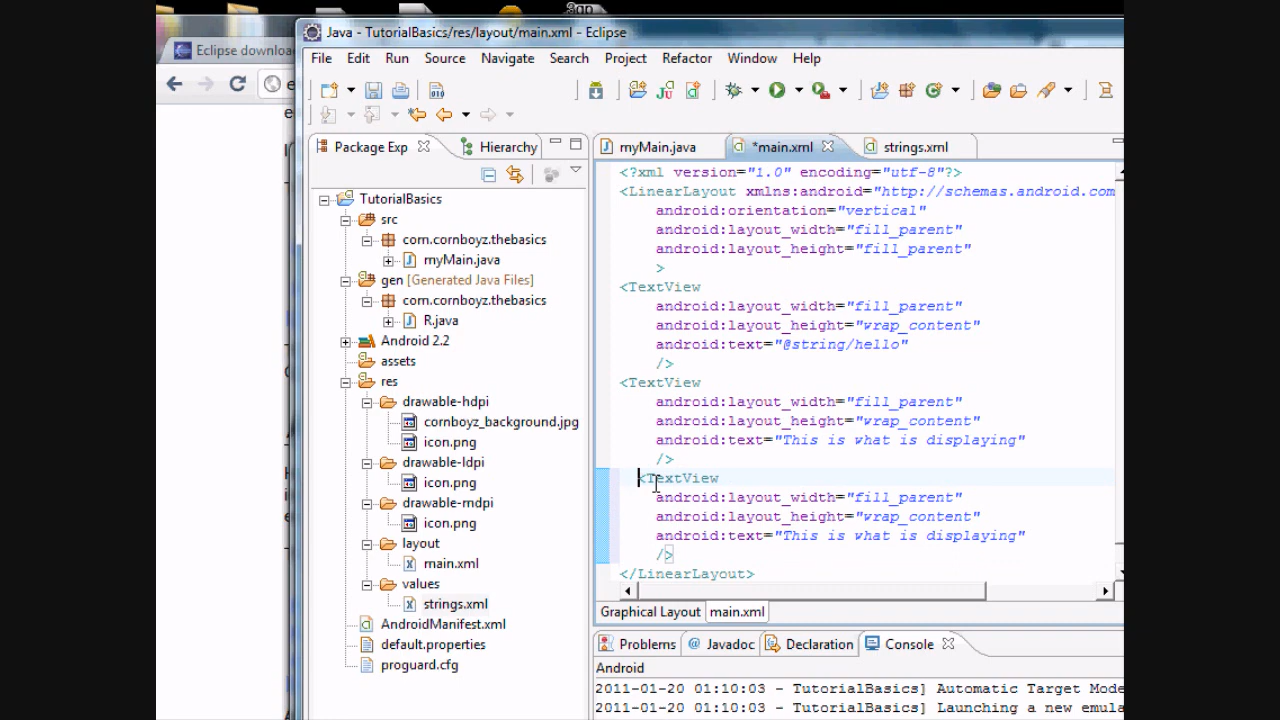 Java - TutorialBasics/res/layout/main.xml - Eclipse
Eclipse downloa
File Edit Run Source Navigate Search Project Refactor Window Help
Package Exp Hierarchy
myMain.java *main.xml strings.xml
TutorialBasics
src
com.cornboyz.thebasics
myMain.java
gen [Generated Java Files]
com.cornboyz.thebasics
R.java
Android 2.2
assets
res
drawable-hdpi
cornboyz_background.jpg
icon.png
drawable-ldpi
icon.png
drawable-mdpi
icon.png
layout
main.xml
values
strings.xml
AndroidManifest.xml
default.properties
proguard.cfg
<?xml version="1.0" encoding="utf-8"?>
<LinearLayout xmlns:android="http://schemas.android.com
android:orientation="vertical"
android:layout_width="fill_parent"
android:layout_height="fill_parent"
>
<TextView
android:layout_width="fill_parent"
android:layout_height="wrap_content"
android:text="@string/hello"
/>
<TextView
android:layout_width="fill_parent"
android:layout_height="wrap_content"
android:text="This is what is displaying"
/>
<TextView
android:layout_width="fill_parent"
android:layout_height="wrap_content"
android:text="This is what is displaying"
/>
</LinearLayout>
Graphical Layout main.xml
Problems Javadoc Declaration Console
Android
2011-01-20 01:10:03 - TutorialBasics] Automatic Target Mode
2011-01-20 01:10:03 - TutorialBasics] Launching a new emula